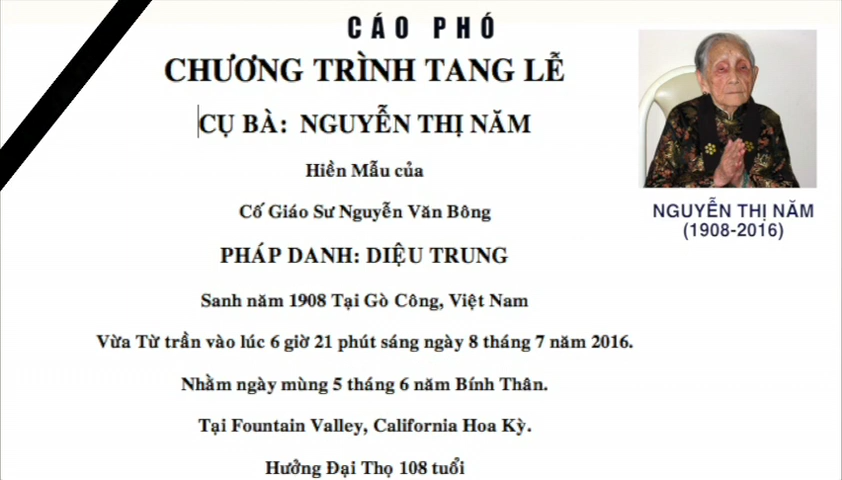 CÁO PHÓ
CHƯƠNG TRÌNH TANG LỄ
CỤ BÀ: NGUYỄN THỊ NĂM
Hiền Mẫu của
Cố Giáo Sư Nguyễn Văn Bông
PHÁP DANH: DIỆU TRUNG
Sanh năm 1908 Tại Gò Công, Việt Nam
Vừa Từ trần vào lúc 6 giờ 21 phút sáng ngày 8 tháng 7 năm 2016.
Nhằm ngày mùng 5 tháng 6 năm Bính Thân.
Tại Fountain Valley, California Hoa Kỳ.
Hưởng Đại Thọ 108 tuổi
NGUYỄN THỊ NĂM
(1908-2016)